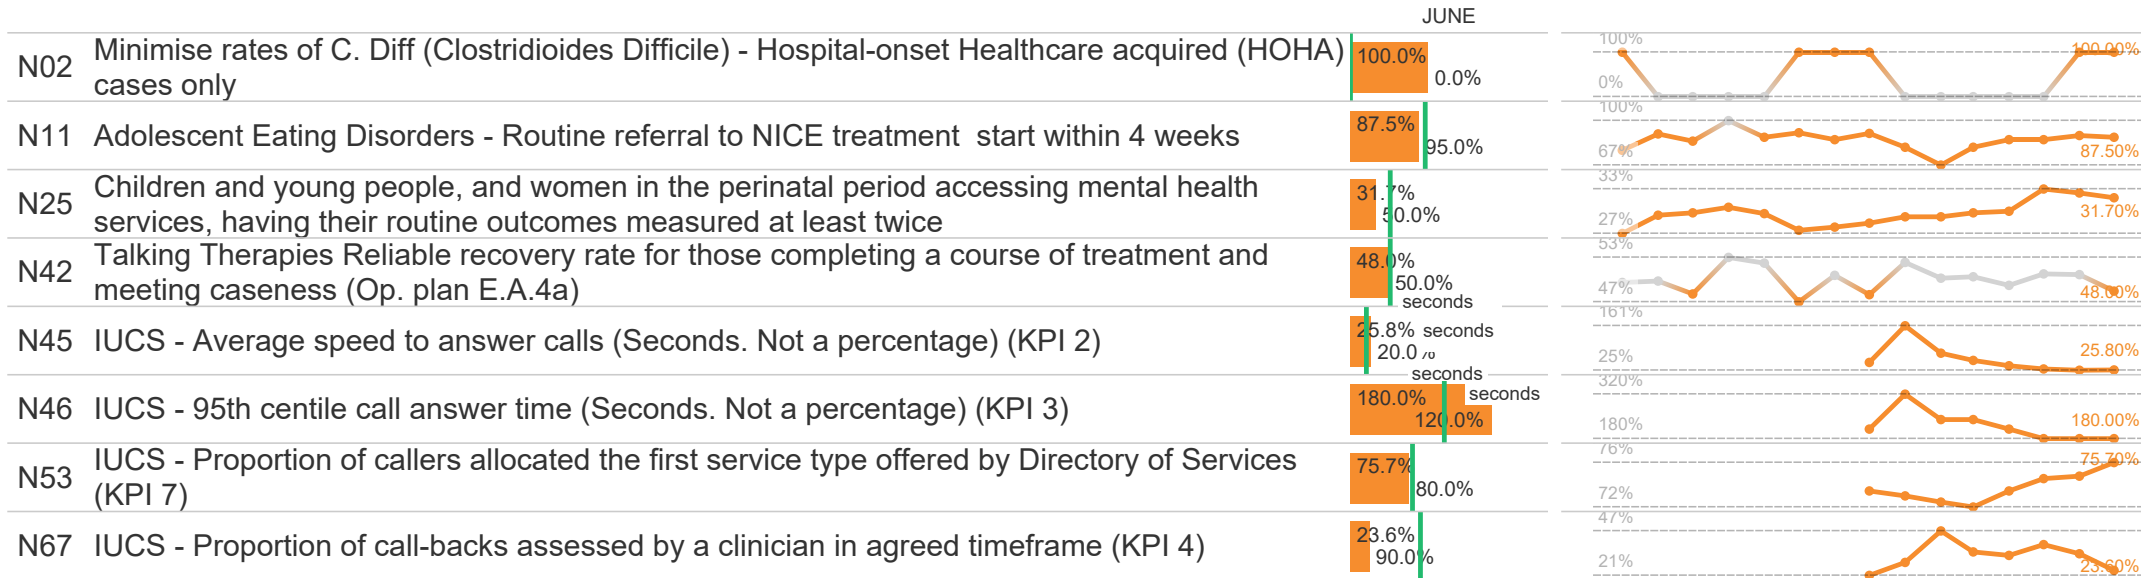 JUNE
N02 Minimise rates of C. Diff (Clostridioides Difficile) - Hospital-onset Healthcare acquired (HOHA) cases only 100.0% 0.0% 100% 0% 100.00%
N11 Adolescent Eating Disorders - Routine referral to NICE treatment  start within 4 weeks 87.5% 95.0% 100% 67% 87.50%
N25 Children and young people, and women in the perinatal period accessing mental health services, having their routine outcomes measured at least twice 31.7% 50.0% 33% 27% 31.70%
N42 Talking Therapies Reliable recovery rate for those completing a course of treatment and meeting caseness (Op. plan E.A.4a) 48.0% 50.0% 53% 47% 48.00%
seconds
N45 IUCS - Average speed to answer calls (Seconds. Not a percentage) (KPI 2) 25.8% seconds 20.0% 161% 25% 25.80%
seconds
N46 IUCS - 95th centile call answer time (Seconds. Not a percentage) (KPI 3) 180.0% seconds 120.0% 320% 180% 180.00%
N53 IUCS - Proportion of callers allocated the first service type offered by Directory of Services (KPI 7) 75.7% 80.0% 76% 72% 75.70%
N67 IUCS - Proportion of call-backs assessed by a clinician in agreed timeframe (KPI 4) 23.6% 90.0% 47% 21% 23.60%